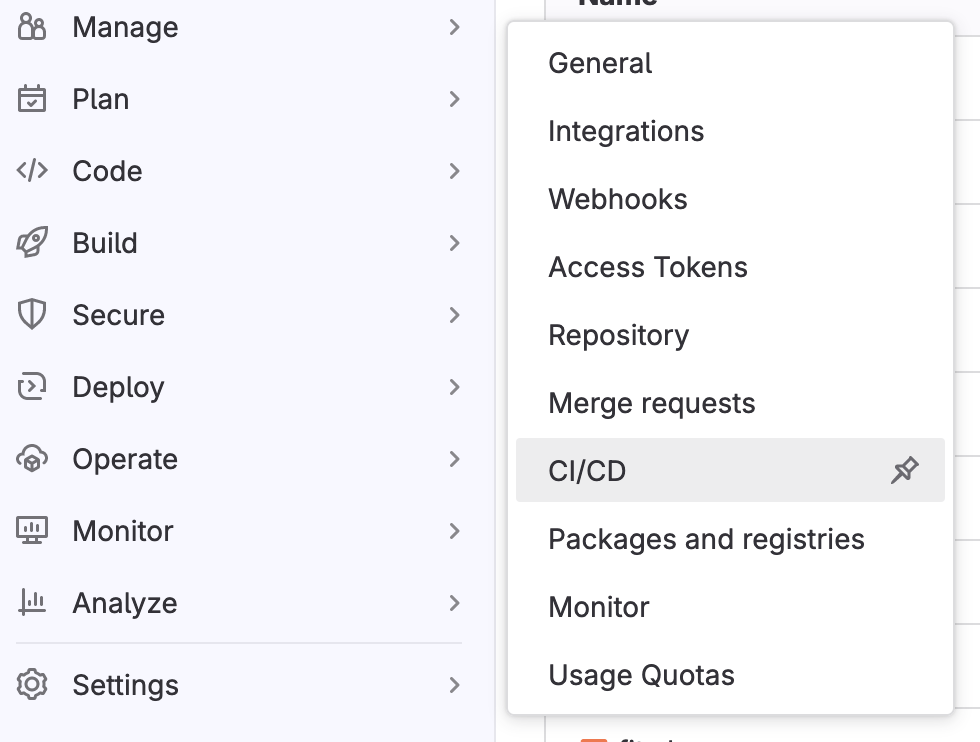 Manage
Plan
Code
Build
Secure
Deploy
Operate
Monitor
Analyze
Settings
Name
General
Integrations
Webhooks
Access Tokens
Repository
Merge requests
CI/CD
Packages and registries
Monitor
Usage Quotas